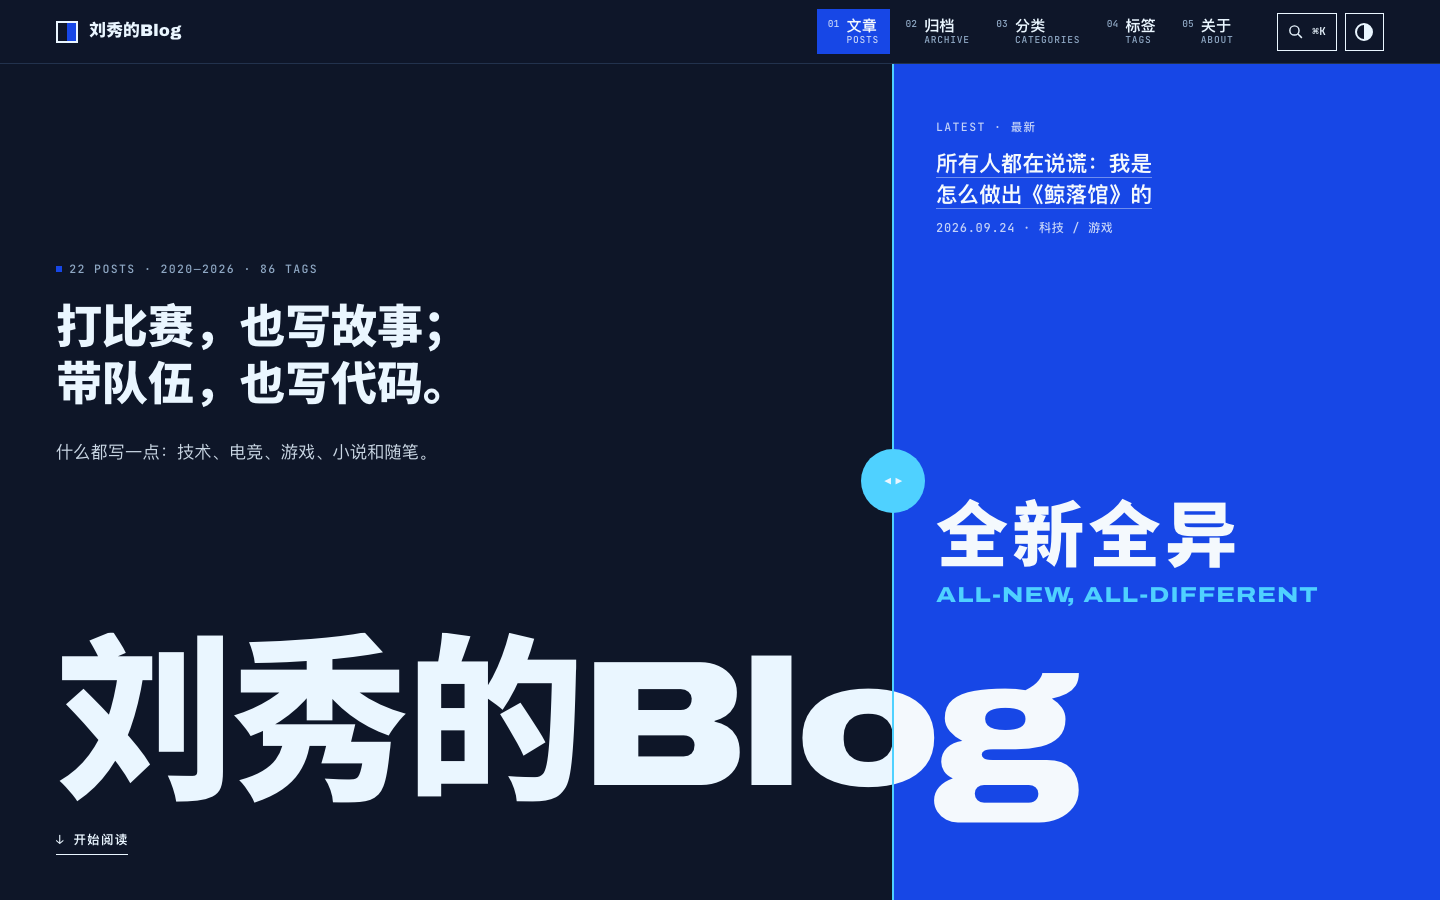 刘秀的Blog
01 文章 POSTS
02 归档 ARCHIVE
03 分类 CATEGORIES
04 标签 TAGS
05 关于 ABOUT
⌘K
LATEST · 最新
所有人都在说谎：我是
怎么做出《鲸落馆》的
2026.09.24 · 科技 / 游戏
22 POSTS · 2020—2026 · 86 TAGS
打比赛，也写故事；
带队伍，也写代码。
什么都写一点：技术、电竞、游戏、小说和随笔。
全新全异
ALL-NEW, ALL-DIFFERENT
刘秀的Blog
↓ 开始阅读